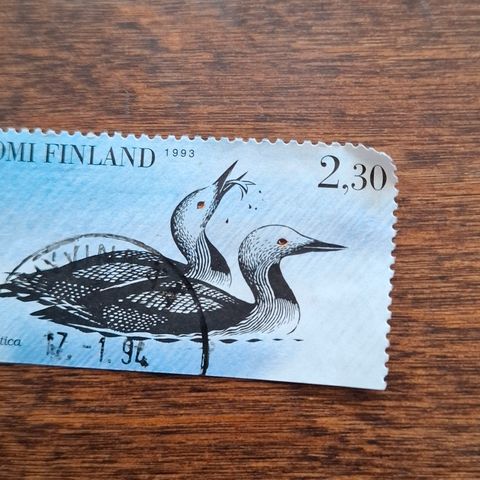 OMI FINLAND 1993
2,30
tica
17.-1.94